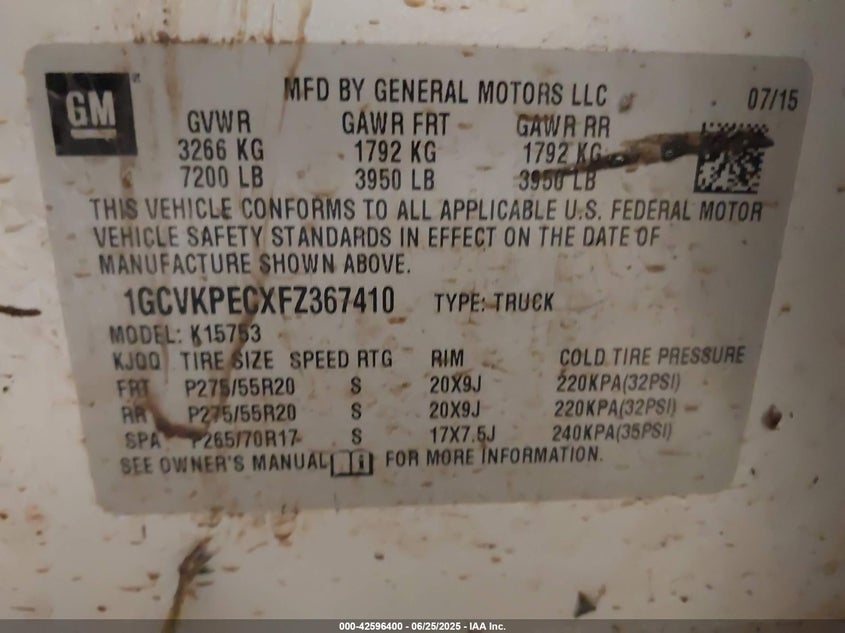 GM
MFD BY GENERAL MOTORS LLC 07/15
GVWR GAWR FRT GAWR RR
3266 KG 1792 KG 1792 KG
7200 LB 3950 LB 3950 LB
THIS VEHICLE CONFORMS TO ALL APPLICABLE U.S. FEDERAL MOTOR
VEHICLE SAFETY STANDARDS IN EFFECT ON THE DATE OF
MANUFACTURE SHOWN ABOVE.
1GCVKPECXFZ367410 TYPE: TRUCK
MODEL: K15753
KJQQ TIRE SIZE SPEED RTG RIM COLD TIRE PRESSURE
FRT P275/55R20 S 20X9J 220KPA(32PSI)
RR P275/55R20 S 20X9J 220KPA(32PSI)
SPA P265/70R17 S 17X7.5J 240KPA(35PSI)
SEE OWNER'S MANUAL FOR MORE INFORMATION.
000-42596400 - 06/25/2025 - IAA Inc.